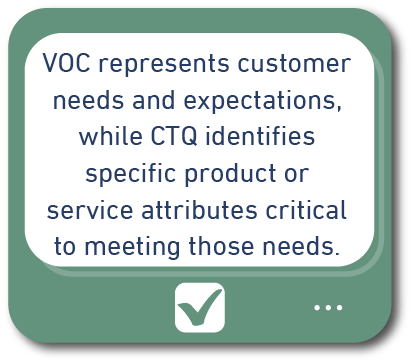 VOC represents customer
needs and expectations,
while CTQ identifies
specific product or
service attributes critical
to meeting those needs.